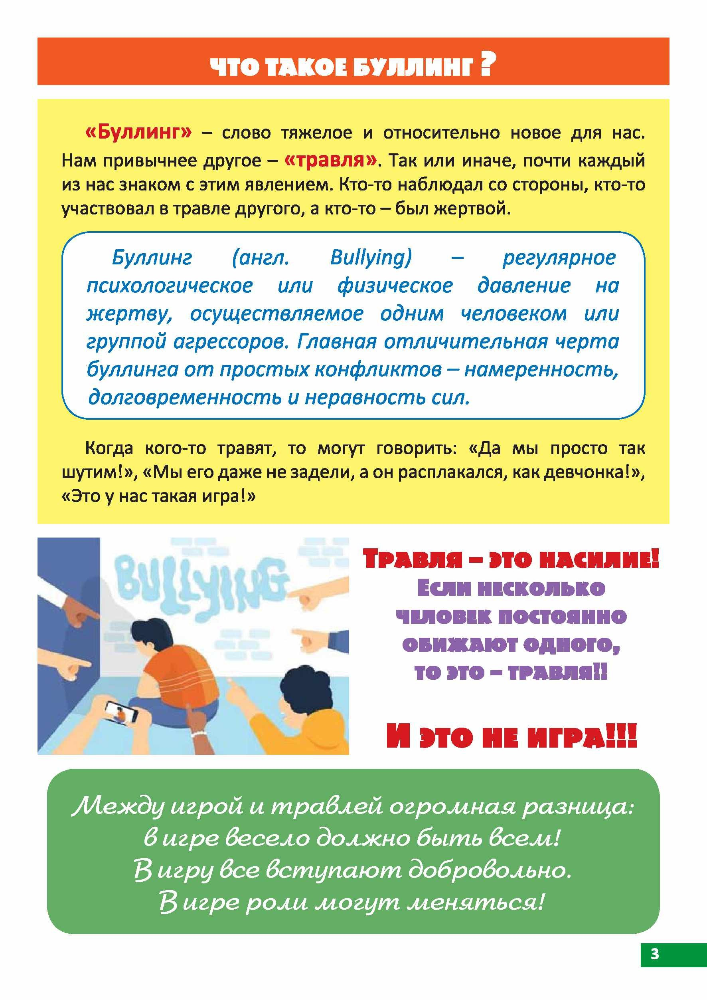 ЧТО ТАКОЕ БУЛЛИНГ ?
«Буллинг» – слово тяжелое и относительно новое для нас.
Нам привычнее другое – «травля». Так или иначе, почти каждый
из нас знаком с этим явлением. Кто-то наблюдал со стороны, кто-то
участвовал в травле другого, а кто-то – был жертвой.
Буллинг (англ. Bullying) – регулярное
психологическое или физическое давление на
жертву, осуществляемое одним человеком или
группой агрессоров. Главная отличительная черта
буллинга от простых конфликтов – намеренность,
долговременность и неравность сил.
Когда кого-то травят, то могут говорить: «Да мы просто так
шутим!», «Мы его даже не задели, а он расплакался, как девчонка!»,
«Это у нас такая игра!»
BULLYING
Травля – это насилие!
Если несколько
человек постоянно
обижают одного,
то это – травля!!
И это не игра!!!
Между игрой и травлей огромная разница:
в игре весело должно быть всем!
В игру все вступают добровольно.
В игре роли могут меняться!
3